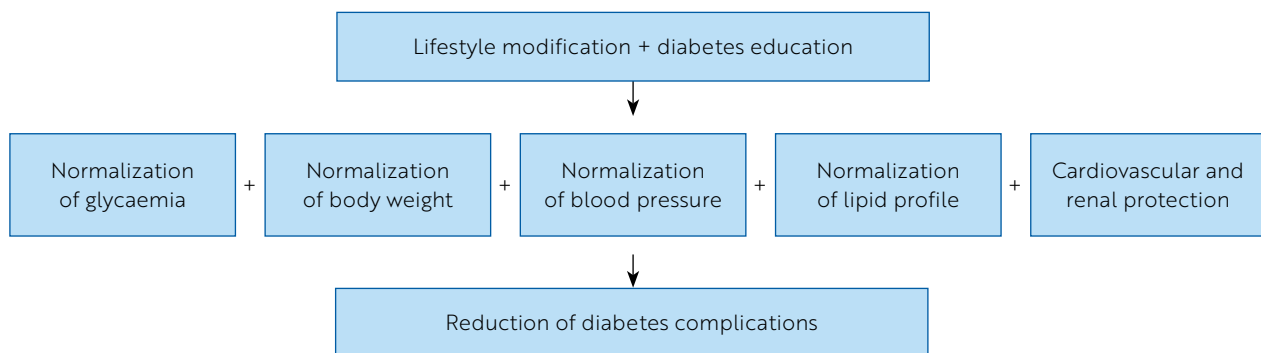 Lifestyle modification + diabetes education
Normalization
of glycaemia
+
Normalization
of body weight
+
Normalization
of blood pressure
+
Normalization
of lipid profile
+
Cardiovascular and
renal protection
Reduction of diabetes complications